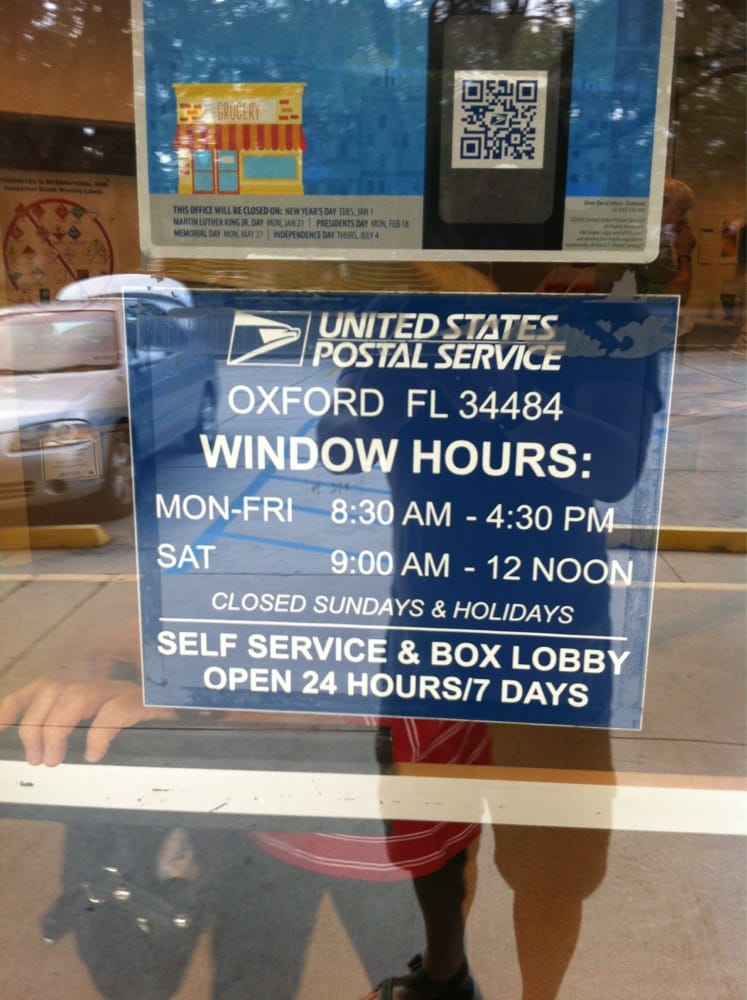 GROCERY
THIS OFFICE WILL BE CLOSED ON: NEW YEAR'S DAY TUES, JAN 1
MARTIN LUTHER KING JR. DAY MON, JAN 21 | PRESIDENTS DAY MON, FEB 18
MEMORIAL DAY MON, MAY 27 | INDEPENDENCE DAY THURS, JULY 4
UNITED STATES
POSTAL SERVICE
OXFORD FL 34484
WINDOW HOURS:
MON-FRI 8:30 AM - 4:30 PM
SAT 9:00 AM - 12 NOON
CLOSED SUNDAYS & HOLIDAYS
SELF SERVICE & BOX LOBBY
OPEN 24 HOURS/7 DAYS